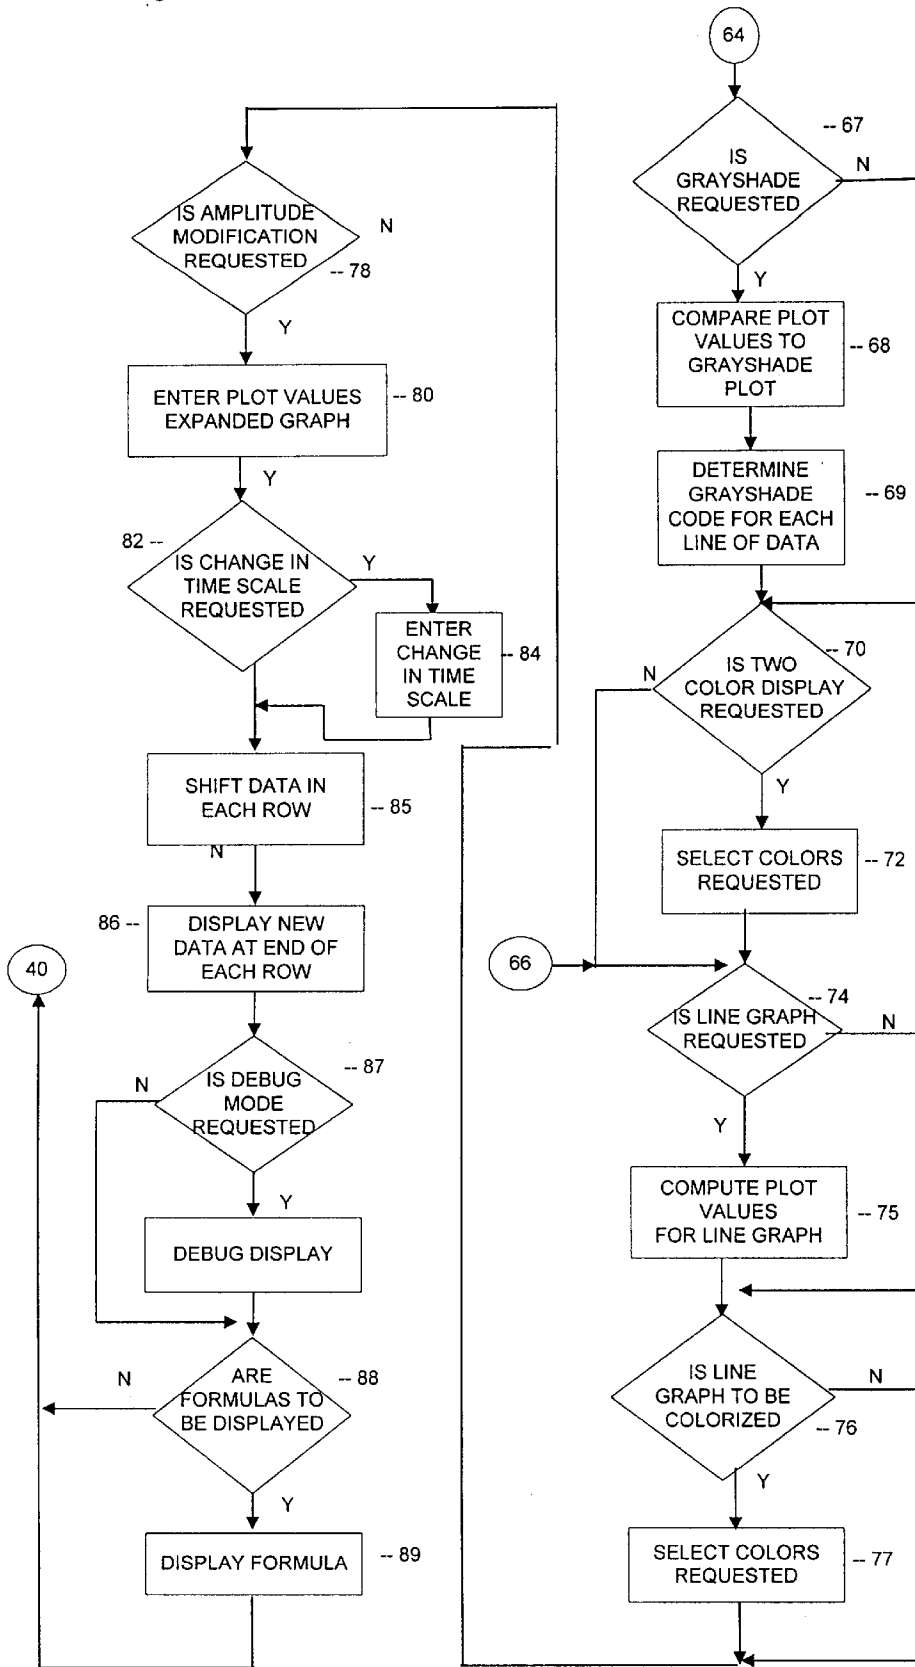 64
-- 67
IS
GRAYSHADE
REQUESTED
N
Y
COMPARE PLOT
VALUES TO
GRAYSHADE
PLOT
-- 68
DETERMINE
GRAYSHADE
CODE FOR EACH
LINE OF DATA
-- 69
-- 70
IS TWO
COLOR DISPLAY
REQUESTED
N
Y
SELECT COLORS
REQUESTED
-- 72
66
-- 74
IS LINE GRAPH
REQUESTED
N
Y
COMPUTE PLOT
VALUES
FOR LINE GRAPH
-- 75
IS LINE
GRAPH TO BE
COLORIZED
N
-- 76
Y
SELECT COLORS
REQUESTED
-- 77
IS AMPLITUDE
MODIFICATION
REQUESTED
N
-- 78
Y
ENTER PLOT VALUES
EXPANDED GRAPH
-- 80
Y
82 --
IS CHANGE IN
TIME SCALE
REQUESTED
Y
ENTER
CHANGE
IN TIME
SCALE
-- 84
SHIFT DATA IN
EACH ROW
-- 85
N
86 --
DISPLAY NEW
DATA AT END OF
EACH ROW
40
-- 87
IS DEBUG
MODE
REQUESTED
N
Y
DEBUG DISPLAY
ARE
FORMULAS TO
BE DISPLAYED
-- 88
N
Y
DISPLAY FORMULA
-- 89